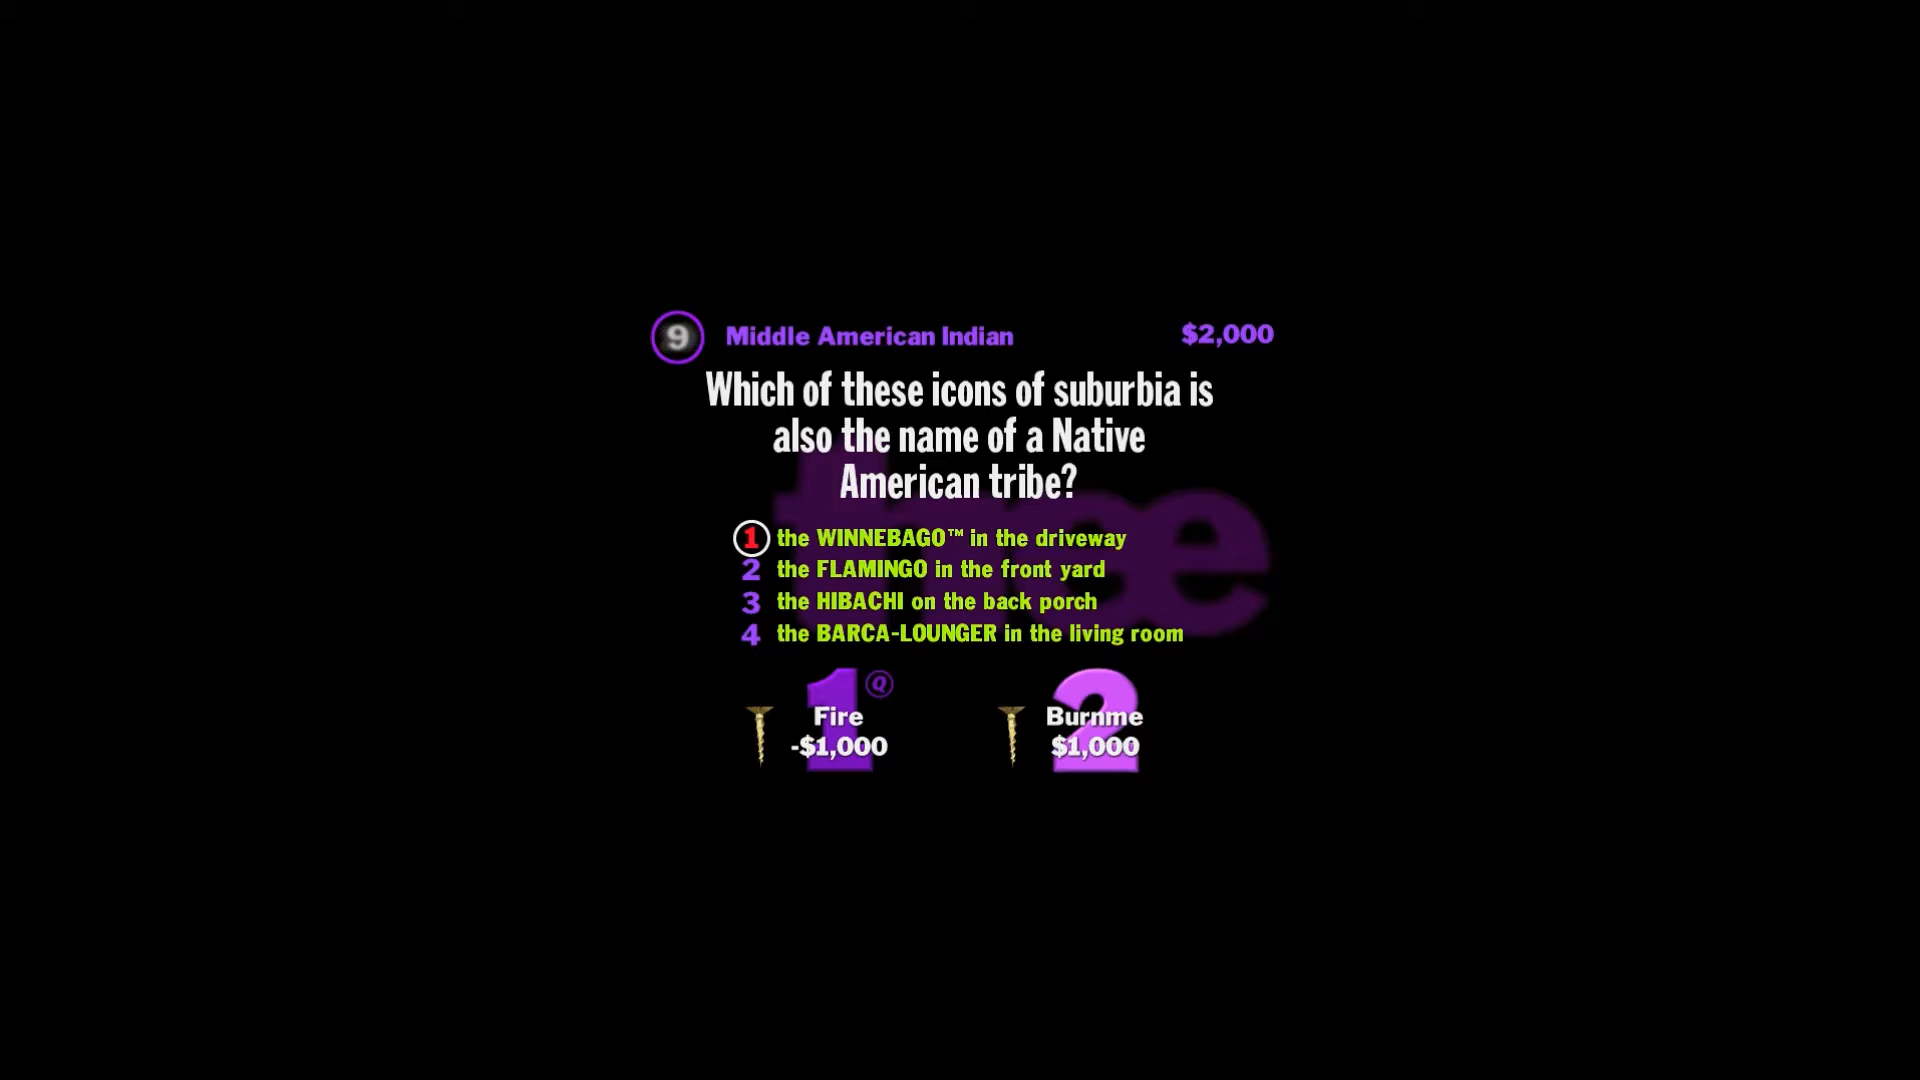 9 Middle American Indian $2,000
Which of these icons of suburbia is
also the name of a Native
American tribe?
three
1 the WINNEBAGO™ in the driveway
2 the FLAMINGO in the front yard
3 the HIBACHI on the back porch
4 the BARCA-LOUNGER in the living room
1 Q 2
Fire Burnme
-$1,000 $1,000